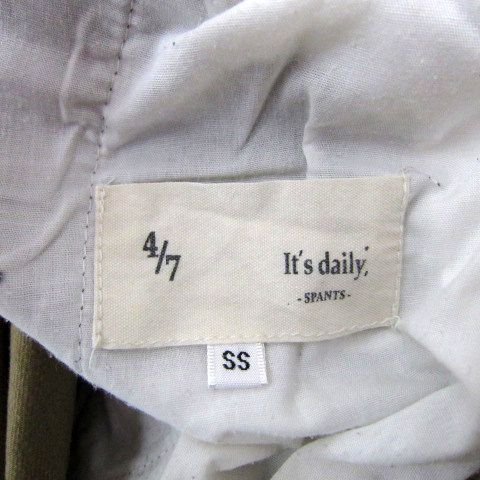 4/7
It's daily.
- SPANTS -
SS